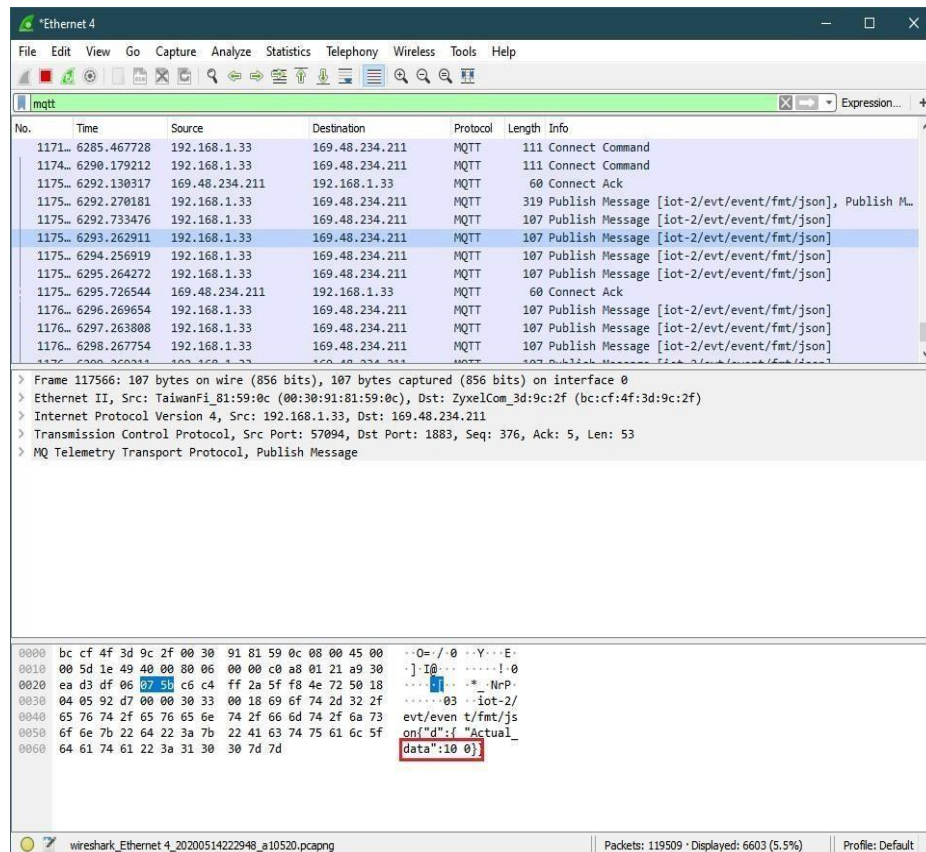 *Ethernet 4
File Edit View Go Capture Analyze Statistics Telephony Wireless Tools Help
mqtt Expression... +
No. Time Source Destination Protocol Length Info
1171… 6285.467728 192.168.1.33 169.48.234.211 MQTT 111 Connect Command
1174… 6290.179212 192.168.1.33 169.48.234.211 MQTT 111 Connect Command
1175… 6292.130317 169.48.234.211 192.168.1.33 MQTT 60 Connect Ack
1175… 6292.270181 192.168.1.33 169.48.234.211 MQTT 319 Publish Message [iot-2/evt/event/fmt/json], Publish M…
1175… 6292.733476 192.168.1.33 169.48.234.211 MQTT 107 Publish Message [iot-2/evt/event/fmt/json]
1175… 6293.262911 192.168.1.33 169.48.234.211 MQTT 107 Publish Message [iot-2/evt/event/fmt/json]
1175… 6294.256919 192.168.1.33 169.48.234.211 MQTT 107 Publish Message [iot-2/evt/event/fmt/json]
1175… 6295.264272 192.168.1.33 169.48.234.211 MQTT 107 Publish Message [iot-2/evt/event/fmt/json]
1175… 6295.726544 169.48.234.211 192.168.1.33 MQTT 60 Connect Ack
1176… 6296.269654 192.168.1.33 169.48.234.211 MQTT 107 Publish Message [iot-2/evt/event/fmt/json]
1176… 6297.263808 192.168.1.33 169.48.234.211 MQTT 107 Publish Message [iot-2/evt/event/fmt/json]
1176… 6298.267754 192.168.1.33 169.48.234.211 MQTT 107 Publish Message [iot-2/evt/event/fmt/json]
> Frame 117566: 107 bytes on wire (856 bits), 107 bytes captured (856 bits) on interface 0
> Ethernet II, Src: TaiwanFi_81:59:0c (00:30:91:81:59:0c), Dst: ZyxelCom_3d:9c:2f (bc:cf:4f:3d:9c:2f)
> Internet Protocol Version 4, Src: 192.168.1.33, Dst: 169.48.234.211
> Transmission Control Protocol, Src Port: 57094, Dst Port: 1883, Seq: 376, Ack: 5, Len: 53
> MQ Telemetry Transport Protocol, Publish Message
0000 bc cf 4f 3d 9c 2f 00 30 91 81 59 0c 08 00 45 00 ··O=·/·0 ··Y···E·
0010 00 5d 1e 49 40 00 80 06 00 00 c0 a8 01 21 a9 30 ·]·I@··· ·····!·0
0020 ea d3 df 06 07 5b c6 c4 ff 2a 5f f8 4e 72 50 18 ·····[·· ·*_·NrP·
0030 04 05 92 d7 00 00 30 33 00 18 69 6f 74 2d 32 2f ······03 ··iot-2/
0040 65 76 74 2f 65 76 65 6e 74 2f 66 6d 74 2f 6a 73 evt/even t/fmt/js
0050 6f 6e 7b 22 64 22 3a 7b 22 41 63 74 75 61 6c 5f on{"d":{ "Actual_
0060 64 61 74 61 22 3a 31 30 30 7d 7d data":10 0}}
wireshark_Ethernet 4_20200514222948_a10520.pcapng Packets: 119509 · Displayed: 6603 (5.5%) Profile: Default